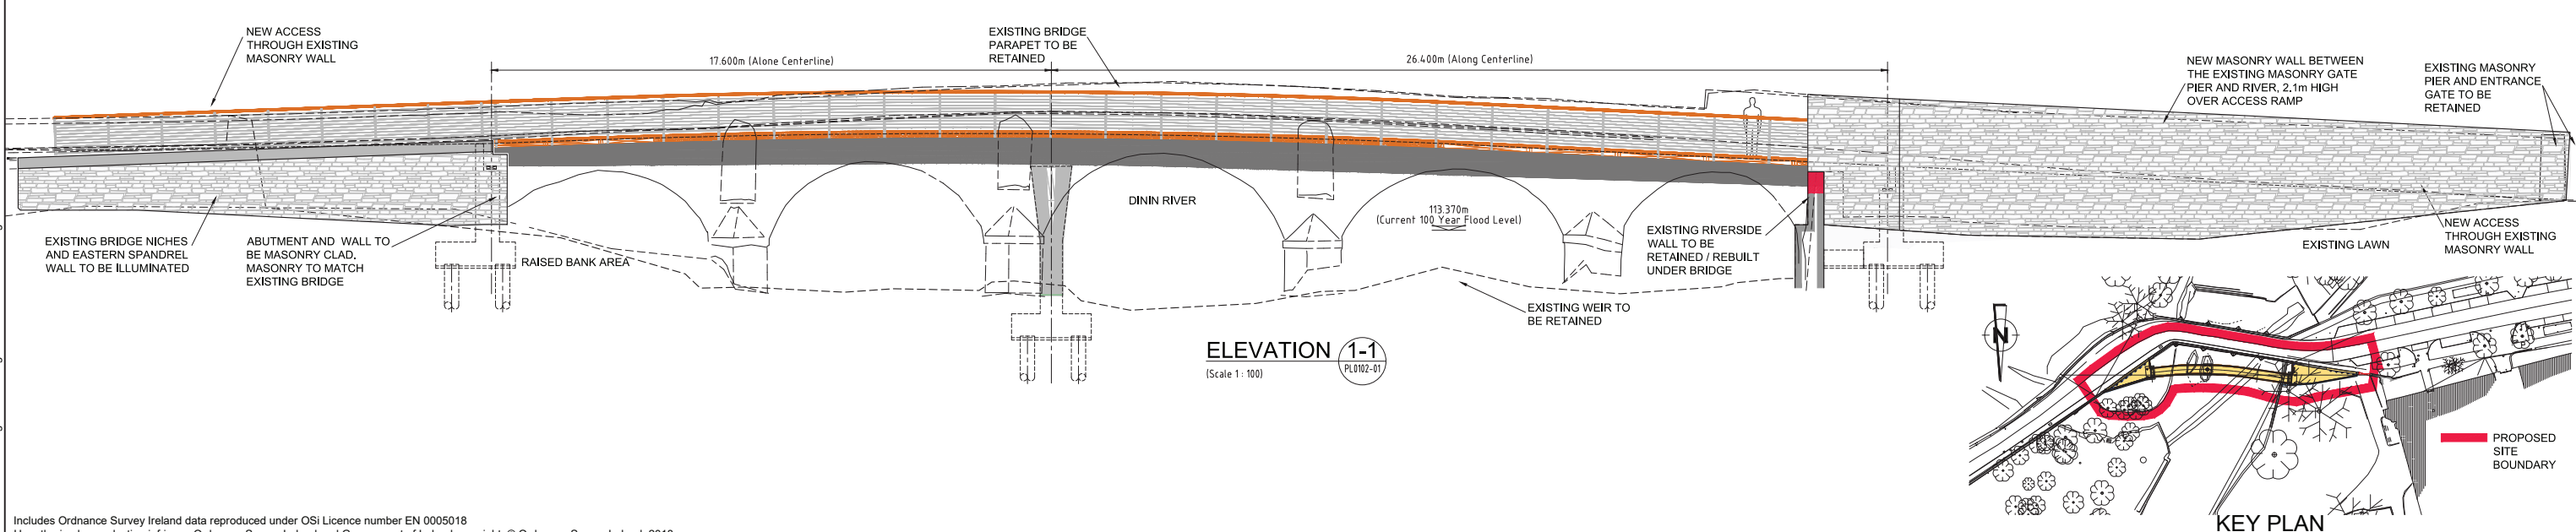 NEW ACCESS
THROUGH EXISTING
MASONRY WALL
17.600m (Alone Centerline)
EXISTING BRIDGE
PARAPET TO BE
RETAINED
26.400m (Along Centerline)
NEW MASONRY WALL BETWEEN
THE EXISTING MASONRY GATE
PIER AND RIVER, 2.1m HIGH
OVER ACCESS RAMP
EXISTING MASONRY
PIER AND ENTRANCE
GATE TO BE
RETAINED
EXISTING BRIDGE NICHES
AND EASTERN SPANDREL
WALL TO BE ILLUMINATED
ABUTMENT AND WALL TO
BE MASONRY CLAD.
MASONRY TO MATCH
EXISTING BRIDGE
RAISED BANK AREA
DININ RIVER
113.370m
(Current 100 Year Flood Level)
EXISTING RIVERSIDE
WALL TO BE
RETAINED / REBUILT
UNDER BRIDGE
EXISTING WEIR TO
BE RETAINED
EXISTING LAWN
NEW ACCESS
THROUGH EXISTING
MASONRY WALL
ELEVATION 1-1
(Scale 1 : 100) PL0102-01
N
PROPOSED
SITE
BOUNDARY
KEY PLAN
Includes Ordnance Survey Ireland data reproduced under OSi Licence number EN 0005018